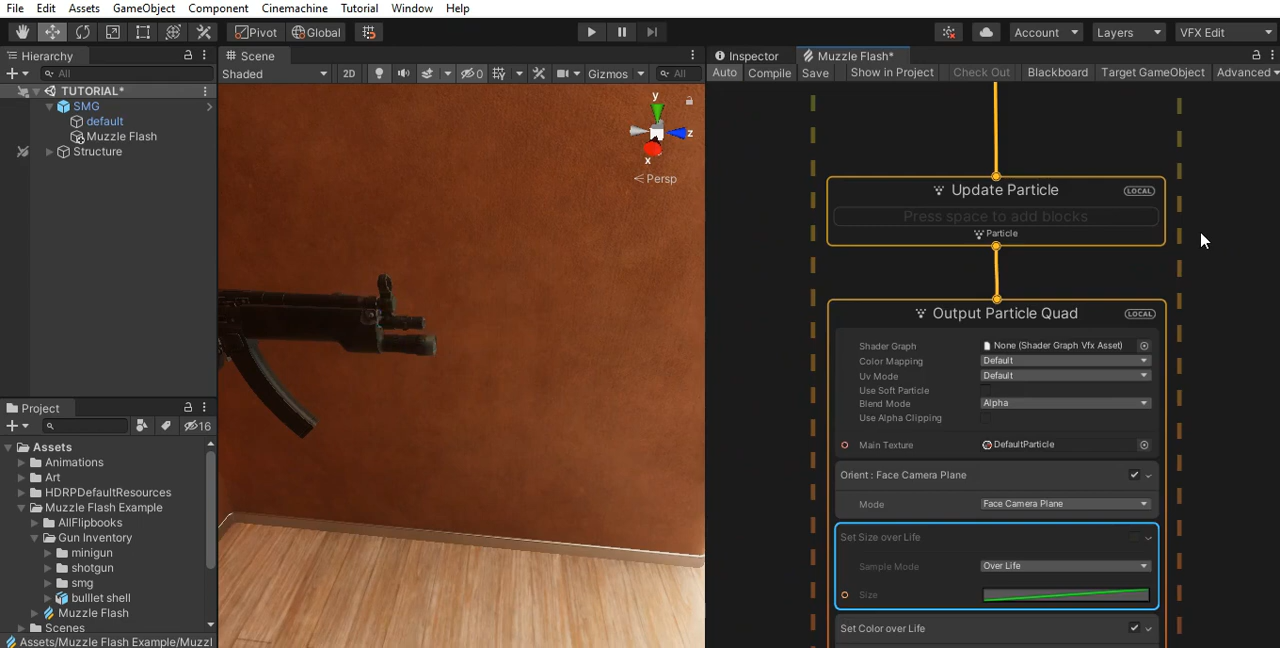 File Edit Assets GameObject Component Cinemachine Tutorial Window Help
Pivot Global Account Layers VFX Edit
Hierarchy Scene Inspector Muzzle Flash*
All Shaded 2D 0 Gizmos All Auto Compile Save Show in Project Check Out Blackboard Target GameObject Advanced
TUTORIAL*
SMG
default
Muzzle Flash
Structure
y
z
x
Persp
Update Particle LOCAL
Press space to add blocks
Particle
Output Particle Quad LOCAL
Shader Graph None (Shader Graph Vfx Asset)
Color Mapping Default
Uv Mode Default
Use Soft Particle
Blend Mode Alpha
Use Alpha Clipping
Main Texture DefaultParticle
Orient : Face Camera Plane
Mode Face Camera Plane
Set Size over Life
Sample Mode Over Life
Size
Set Color over Life
Project
16
Assets
Animations
Art
HDRPDefaultResources
Muzzle Flash Example
AllFlipbooks
Gun Inventory
minigun
shotgun
smg
bulllet shell
Muzzle Flash
Scenes
Assets/Muzzle Flash Example/Muzzl